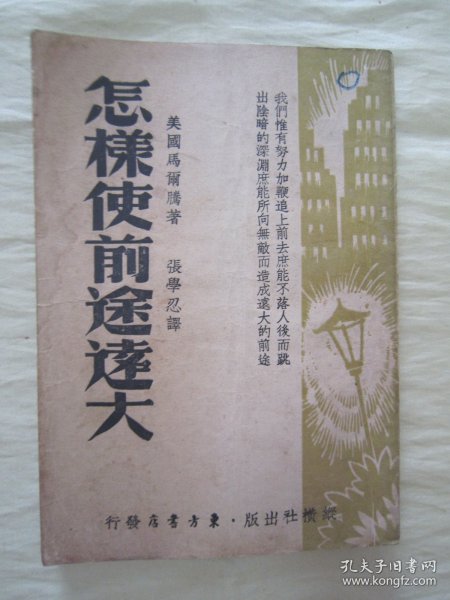 我們惟有努力加鞭追上前去庶能不落人後而跳
出陰暗的深淵庶能所向無敵而造成遠大的前途
美國馬爾騰著 張學忍譯
怎樣使前途遠大
縱橫社出版·東方書店發行
孔夫子旧书网
www.kongfz.com